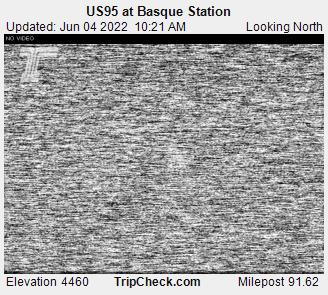 US95 at Basque Station
Updated: Jun 04 2022 10:21 AM Looking North
NO VIDEO
T
Elevation 4460 TripCheck.com Milepost 91.62